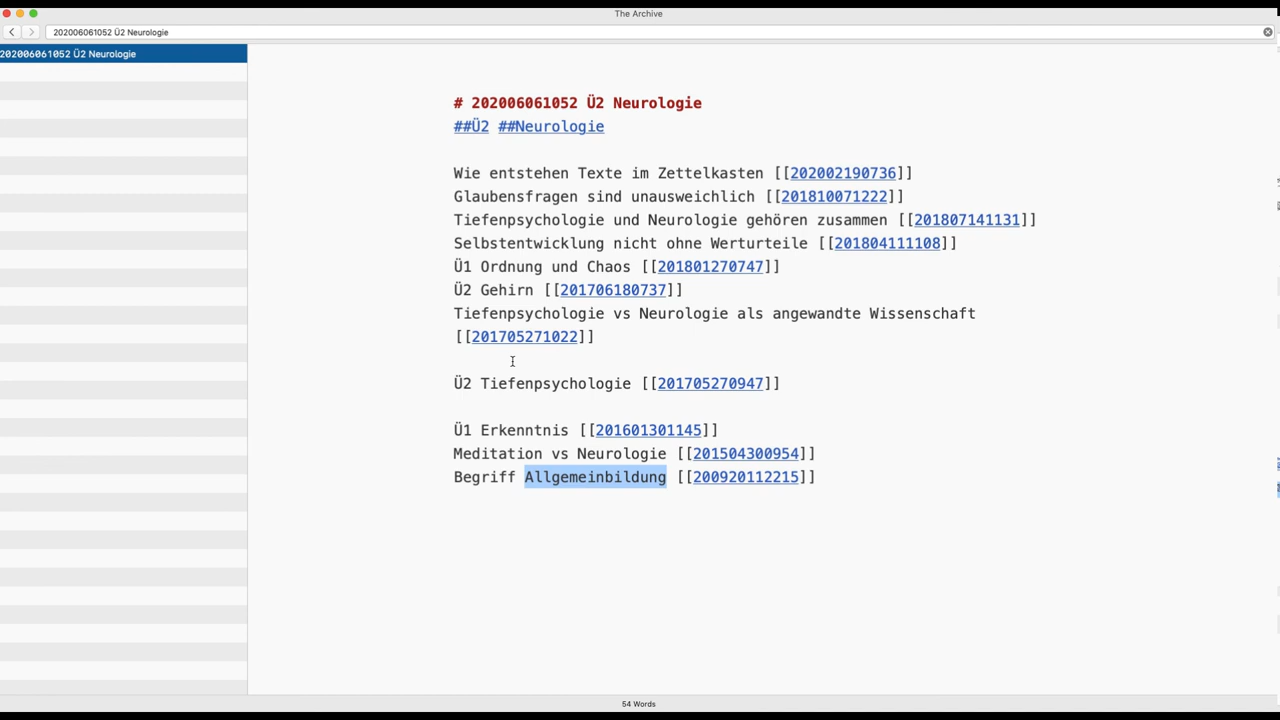 The Archive
202006061052 Ü2 Neurologie
202006061052 Ü2 Neurologie
# 202006061052 Ü2 Neurologie
##Ü2 ##Neurologie
Wie entstehen Texte im Zettelkasten [[202002190736]]
Glaubensfragen sind unausweichlich [[201810071222]]
Tiefenpsychologie und Neurologie gehören zusammen [[201807141131]]
Selbstentwicklung nicht ohne Werturteile [[201804111108]]
Ü1 Ordnung und Chaos [[201801270747]]
Ü2 Gehirn [[201706180737]]
Tiefenpsychologie vs Neurologie als angewandte Wissenschaft
[[201705271022]]
Ü2 Tiefenpsychologie [[201705270947]]
Ü1 Erkenntnis [[201601301145]]
Meditation vs Neurologie [[201504300954]]
Begriff Allgemeinbildung [[200920112215]]
54 Words